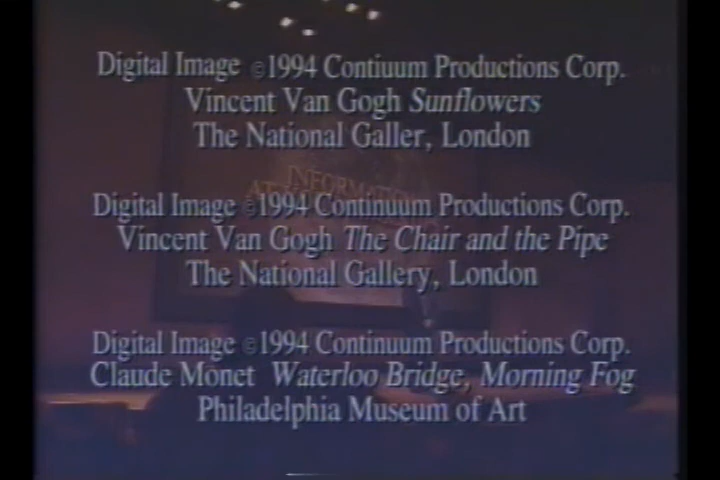 Digital Image ©1994 Contiuum Productions Corp.
Vincent Van Gogh Sunflowers
The National Galler, London
Digital Image ©1994 Continuum Productions Corp.
Vincent Van Gogh The Chair and the Pipe
The National Gallery, London
Digital Image ©1994 Continuum Productions Corp.
Claude Monet Waterloo Bridge, Morning Fog
Philadelphia Museum of Art
INFORMATION
AT